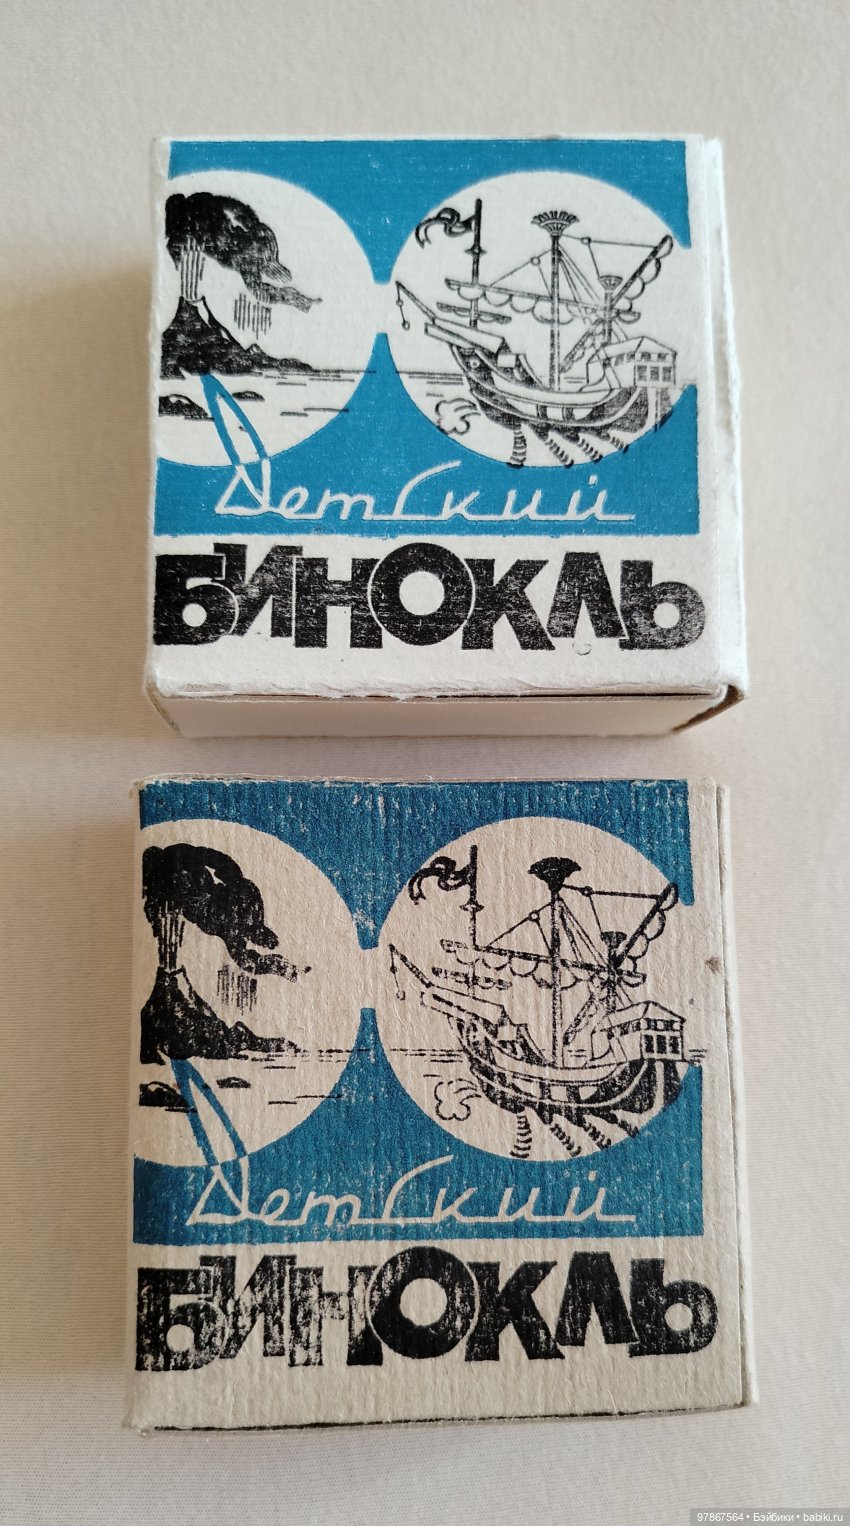 Детский
БИНОКЛЬ
Детский
БИНОКЛЬ
97867564 • Бэйбики • babiki.ru